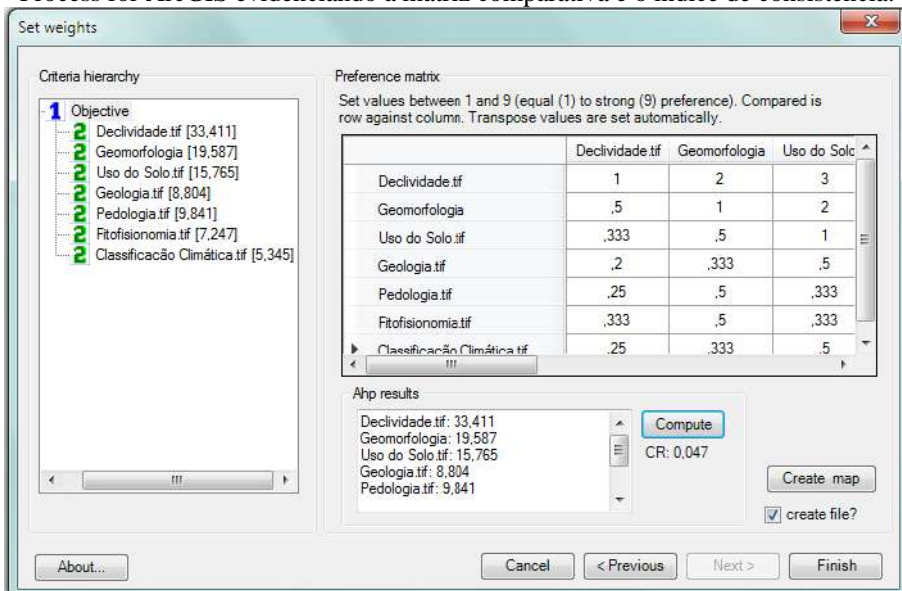 Process for ArcGIS evidenciando a matriz comparativa e o índice de consistência.
Set weights
Criteria hierarchy
1 Objective
2 Declividade.tif [33,411]
2 Geomorfologia [19,587]
2 Uso do Solo.tif [15,765]
2 Geologia.tif [8,804]
2 Pedologia.tif [9,841]
2 Fitofisionomia.tif [7,247]
2 Classificacão Climática.tif [5,345]
Preference matrix
Set values between 1 and 9 (equal (1) to strong (9) preference). Compared is
row against column. Transpose values are set automatically.
Declividade.tif Geomorfologia Uso do Solo
Declividade.tif 1 2 3
Geomorfologia ,5 1 2
Uso do Solo.tif ,333 ,5 1
Geologia.tif ,2 ,333 ,5
Pedologia.tif ,25 ,5 ,333
Fitofisionomia.tif ,333 ,5 ,333
Classificacão Climática.tif ,25 ,333 ,5
Ahp results
Declividade.tif: 33,411
Geomorfologia: 19,587
Uso do Solo.tif: 15,765
Geologia.tif: 8,804
Pedologia.tif: 9,841
Compute
CR: 0,047
Create map
create file?
About...
Cancel
< Previous
Next >
Finish